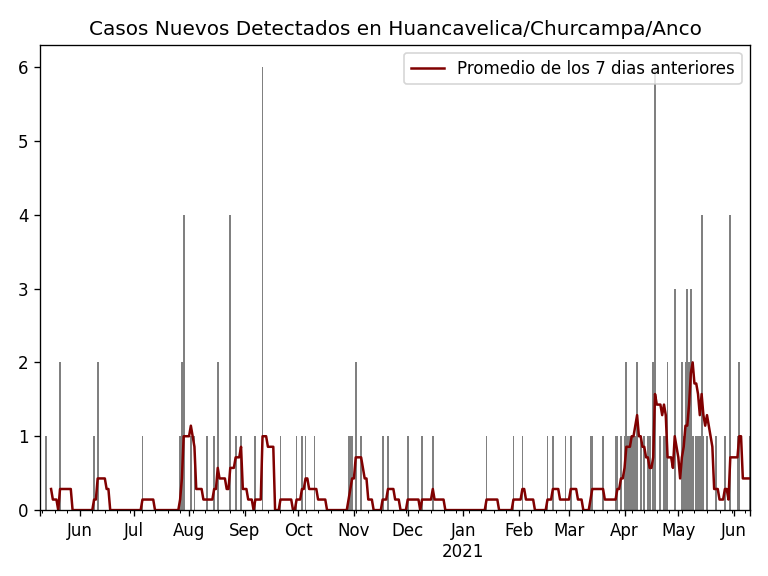 Casos Nuevos Detectados en Huancavelica/Churcampa/Anco
Promedio de los 7 dias anteriores
6
5
4
3
2
1
0
Jun Jul Aug Sep Oct Nov Dec Jan Feb Mar Apr May Jun
2021